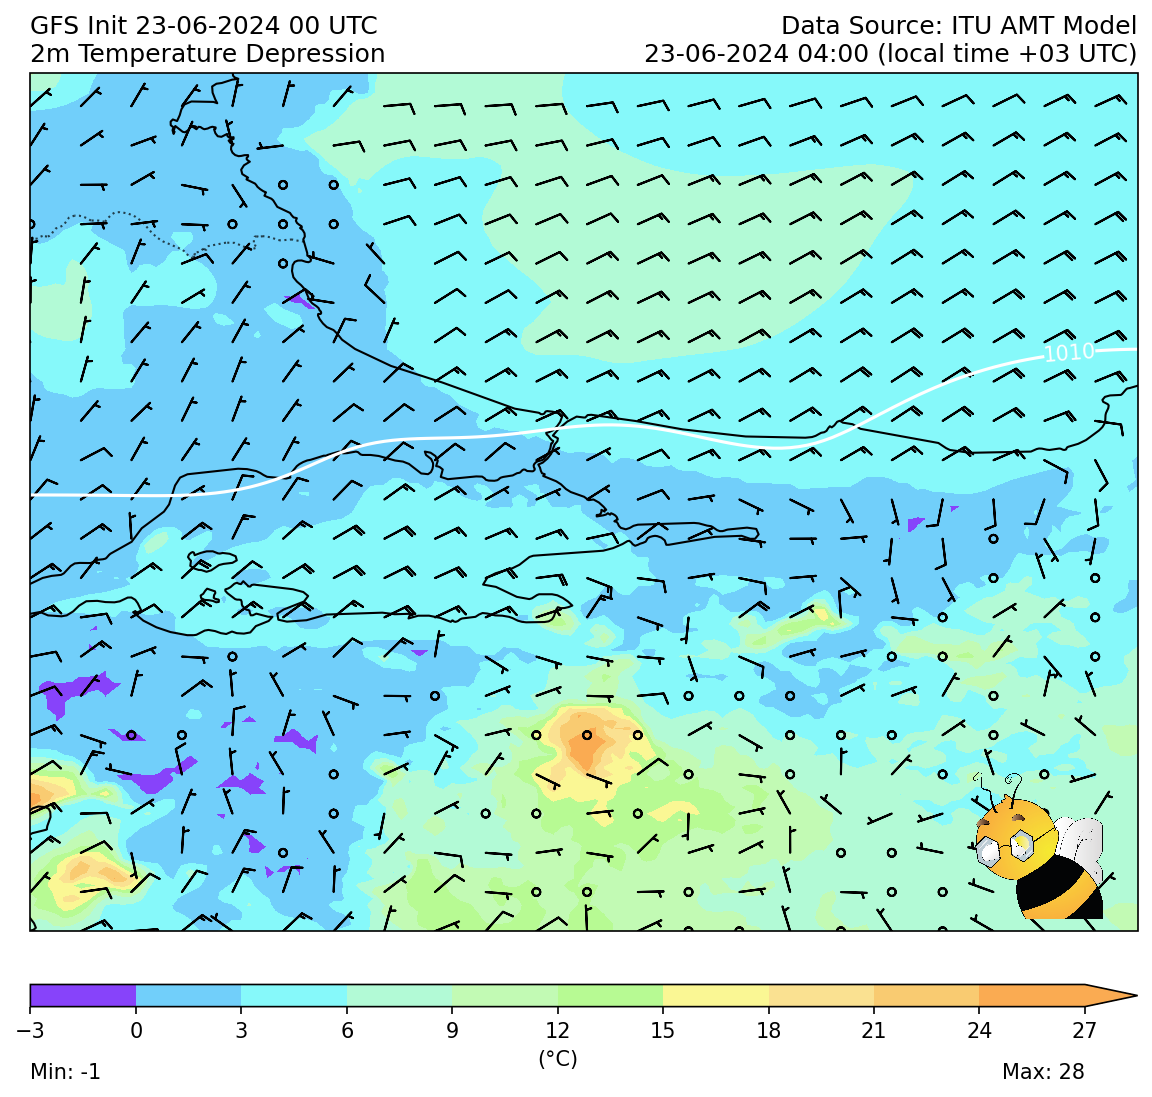 GFS Init 23-06-2024 00 UTC
Data Source: ITU AMT Model
2m Temperature Depression
23-06-2024 04:00 (local time +03 UTC)
1010
−3 0 3 6 9 12 15 18 21 24 27
(°C)
Min: -1
Max: 28